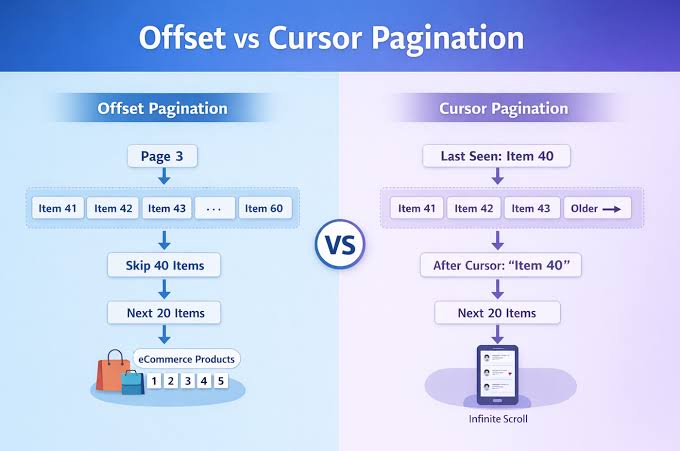 Offset vs Cursor Pagination
Offset Pagination
Page 3
Item 41 Item 42 Item 43 ... Item 60
Skip 40 Items
Next 20 Items
eCommerce Products
1 2 3 4 5
VS
Cursor Pagination
Last Seen: Item 40
Item 41 Item 42 Item 43 Older →
After Cursor: “Item 40”
Next 20 Items
Infinite Scroll